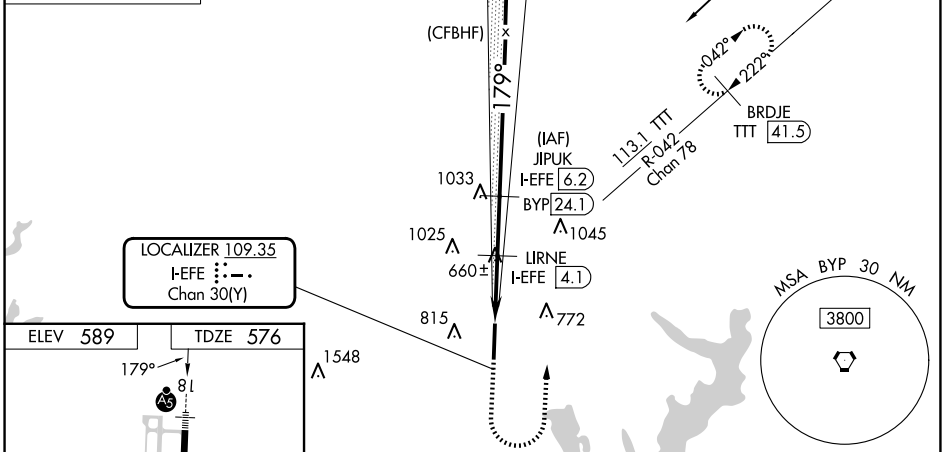 (CFBHF)
x
179°
042°
222°
BRDJE
TTT 41.5
113.1 TTT
R-042
Chan 78
(IAF)
JIPUK
I-EFE 6.2
BYP 24.1
1033
1045
1025
660±
LIRNE
I-EFE 4.1
LOCALIZER 109.35
I-EFE
Chan 30(Y)
815
772
MSA BYP 30 NM
3800
ELEV 589
TDZE 576
1548
179°
18
A5